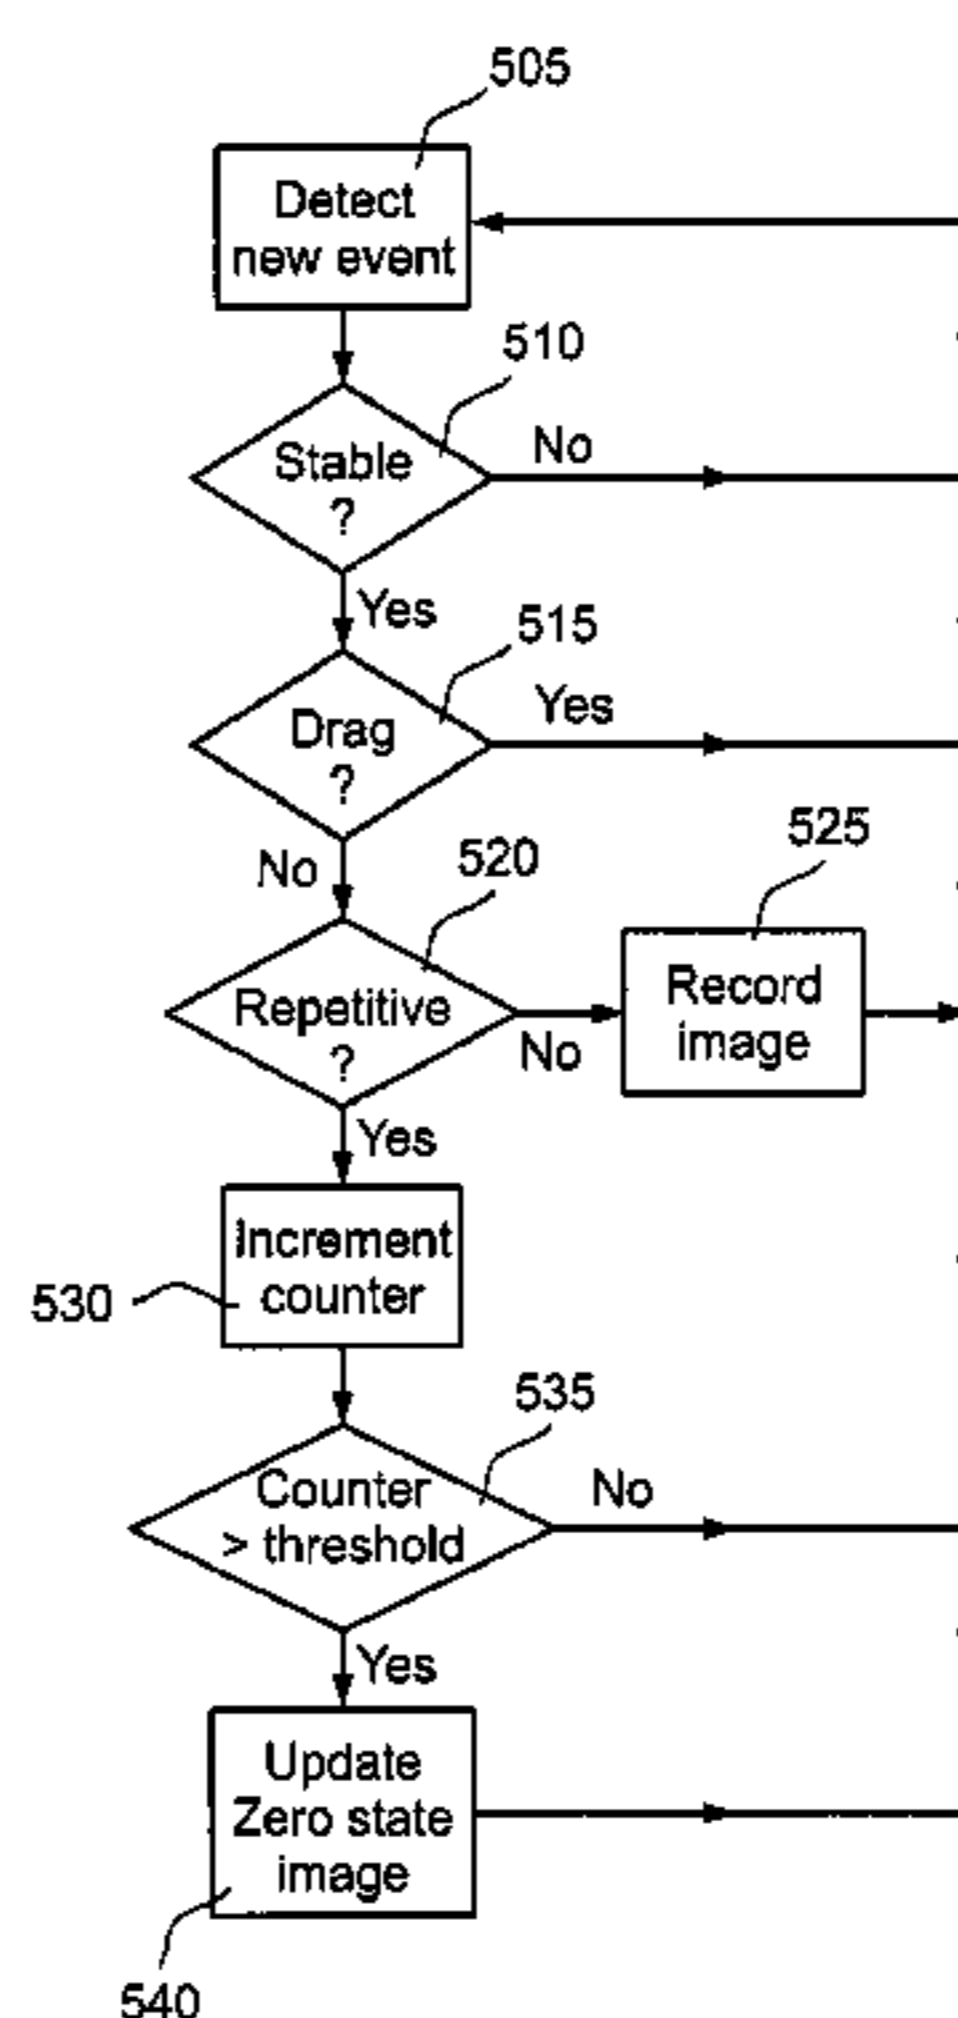 505
Detect
new event
510
Stable
?
No
Yes
515
Drag
?
Yes
No
520
525
Repetitive
?
No
Record
image
Yes
Increment
counter
530
535
Counter
> threshold
No
Yes
Update
Zero state
image
540